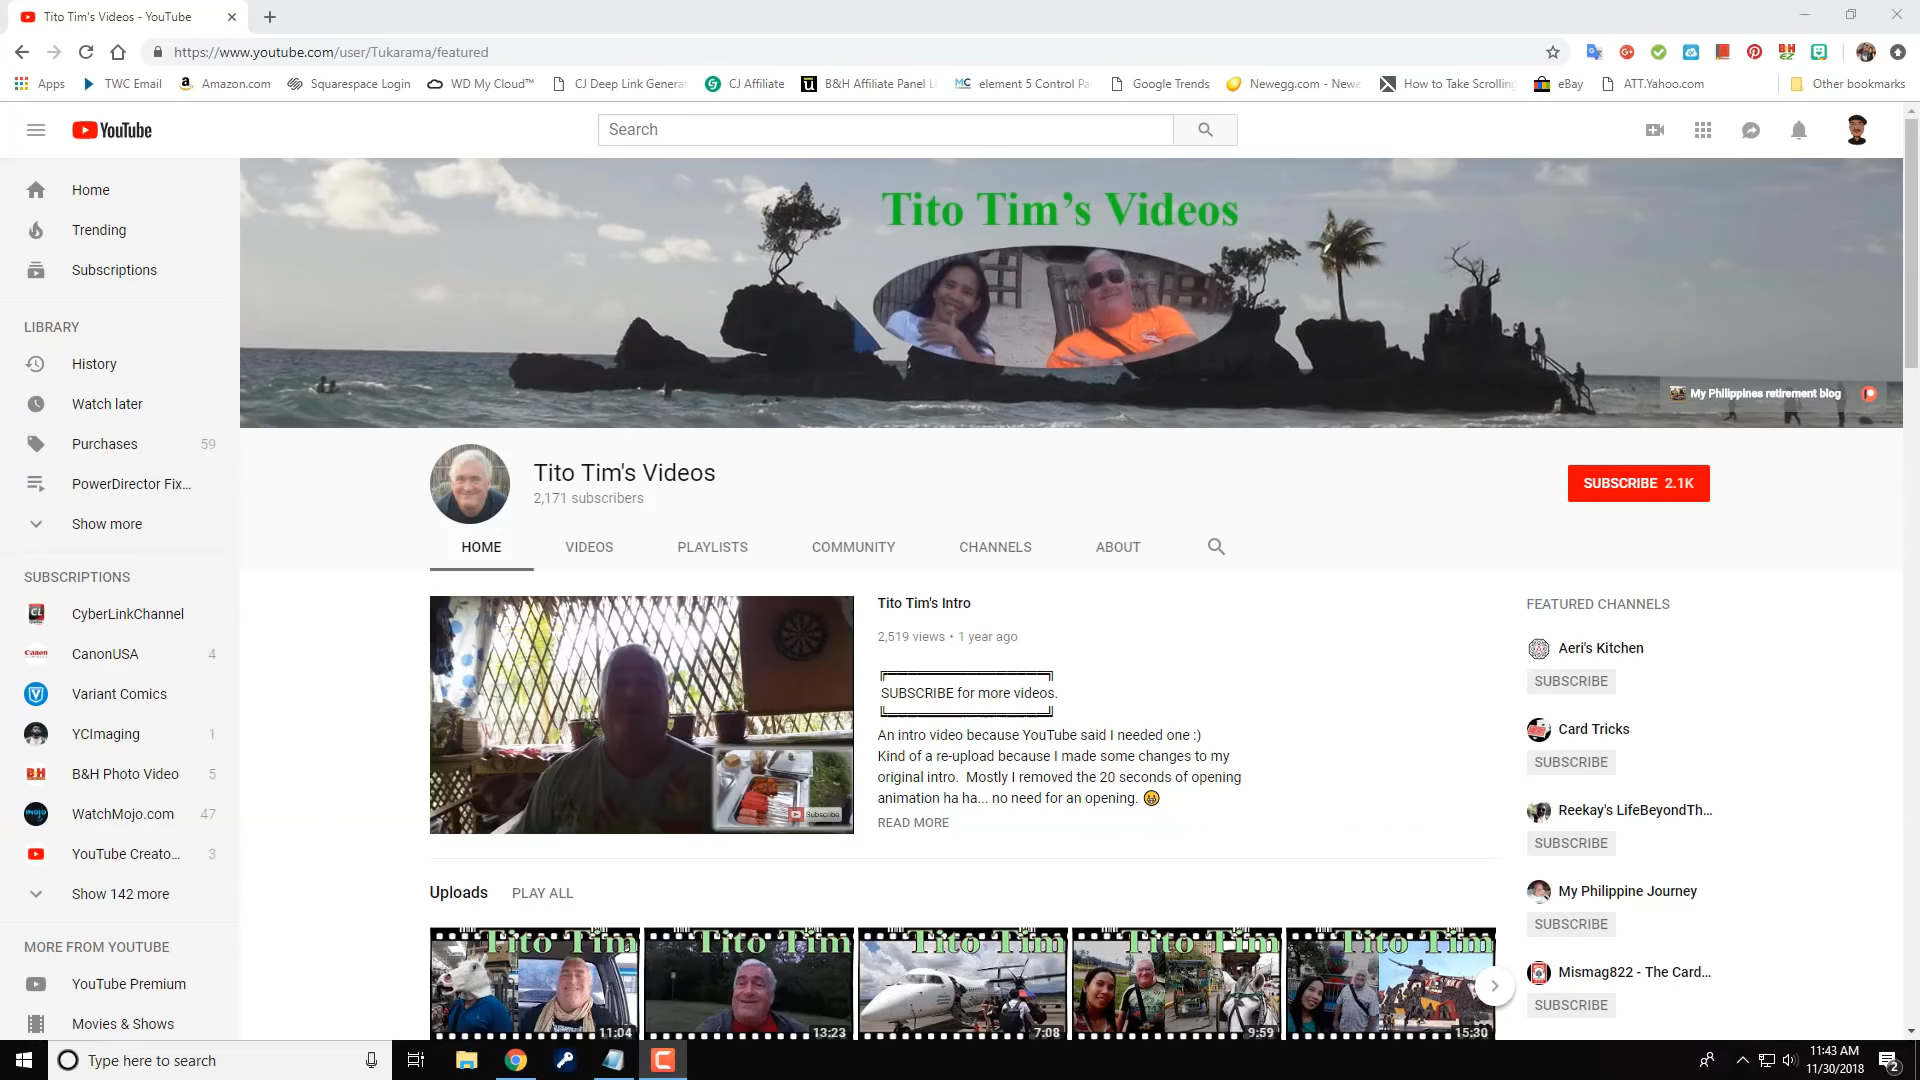 Tito Tim's Videos - YouTube
https://www.youtube.com/user/Tukarama/featured
Apps
TWC Email
Amazon.com
Squarespace Login
WD My Cloud™
CJ Deep Link Generat
CJ Affiliate
B&H Affiliate Panel L
element 5 Control Pa
Google Trends
Newegg.com - Newe
How to Take Scrolling
eBay
ATT.Yahoo.com
Other bookmarks
YouTube
Search
Home
Trending
Subscriptions
LIBRARY
History
Watch later
Purchases 59
PowerDirector Fix...
Show more
SUBSCRIPTIONS
CyberLinkChannel
CanonUSA 4
Variant Comics
YCImaging 1
B&H Photo Video 5
WatchMojo.com 47
YouTube Creato... 3
Show 142 more
MORE FROM YOUTUBE
YouTube Premium
Movies & Shows
Tito Tim's Videos
My Philippines retirement blog
Tito Tim's Videos
2,171 subscribers
SUBSCRIBE 2.1K
HOME
VIDEOS
PLAYLISTS
COMMUNITY
CHANNELS
ABOUT
Subscribe
Tito Tim's Intro
2,519 views • 1 year ago
╔═════════════════╗
SUBSCRIBE for more videos.
╚═════════════════╝
An intro video because YouTube said I needed one :)
Kind of a re-upload because I made some changes to my
original intro. Mostly I removed the 20 seconds of opening
animation ha ha... no need for an opening. 😁
READ MORE
Uploads PLAY ALL
Tito Tim
11:04
Tito Tim
13:23
Tito Tim
7:08
Tito Tim
9:59
Tito Tim
15:30
FEATURED CHANNELS
Aeri's Kitchen
SUBSCRIBE
Card Tricks
SUBSCRIBE
Reekay's LifeBeyondTh...
SUBSCRIBE
My Philippine Journey
SUBSCRIBE
Mismag822 - The Card...
SUBSCRIBE
Type here to search
11:43 AM
11/30/2018
2